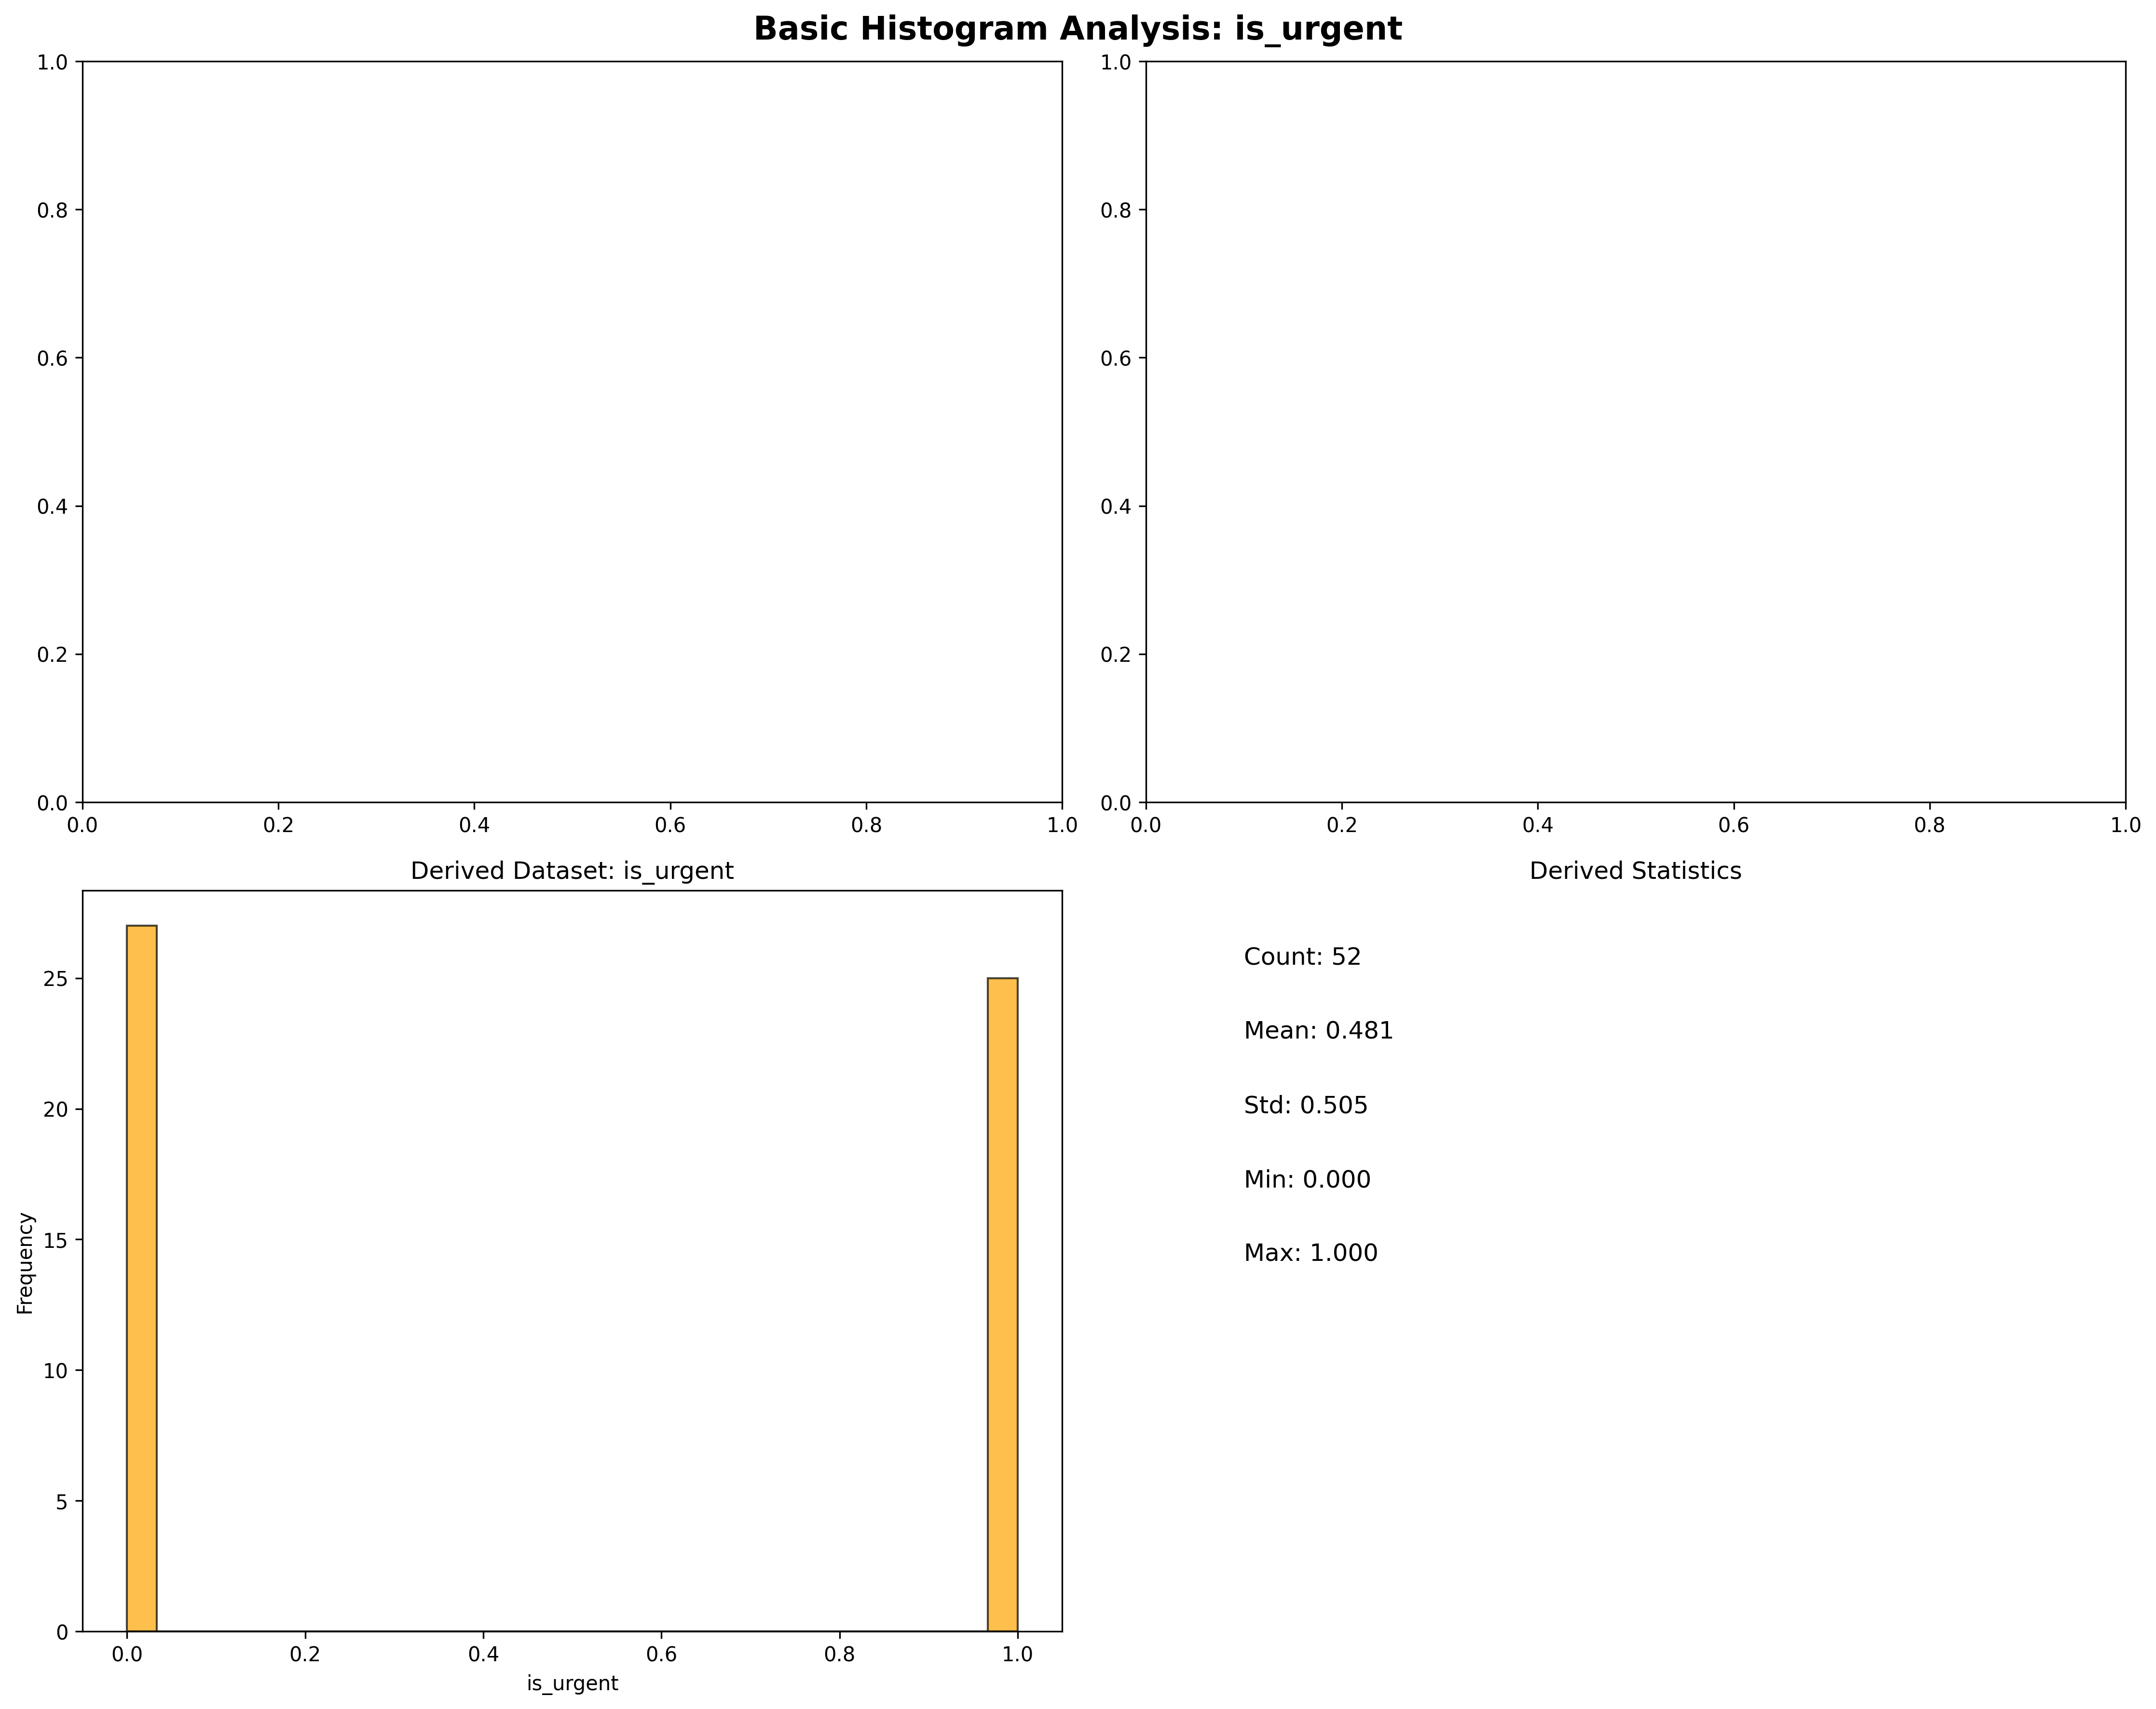 Basic Histogram Analysis: is_urgent
1.0
0.8
0.6
0.4
0.2
0.0
0.0 0.2 0.4 0.6 0.8 1.0
1.0
0.8
0.6
0.4
0.2
0.0
0.0 0.2 0.4 0.6 0.8 1.0
Derived Dataset: is_urgent
Frequency
25
20
15
10
5
0
0.0 0.2 0.4 0.6 0.8 1.0
is_urgent
Derived Statistics
Count: 52
Mean: 0.481
Std: 0.505
Min: 0.000
Max: 1.000